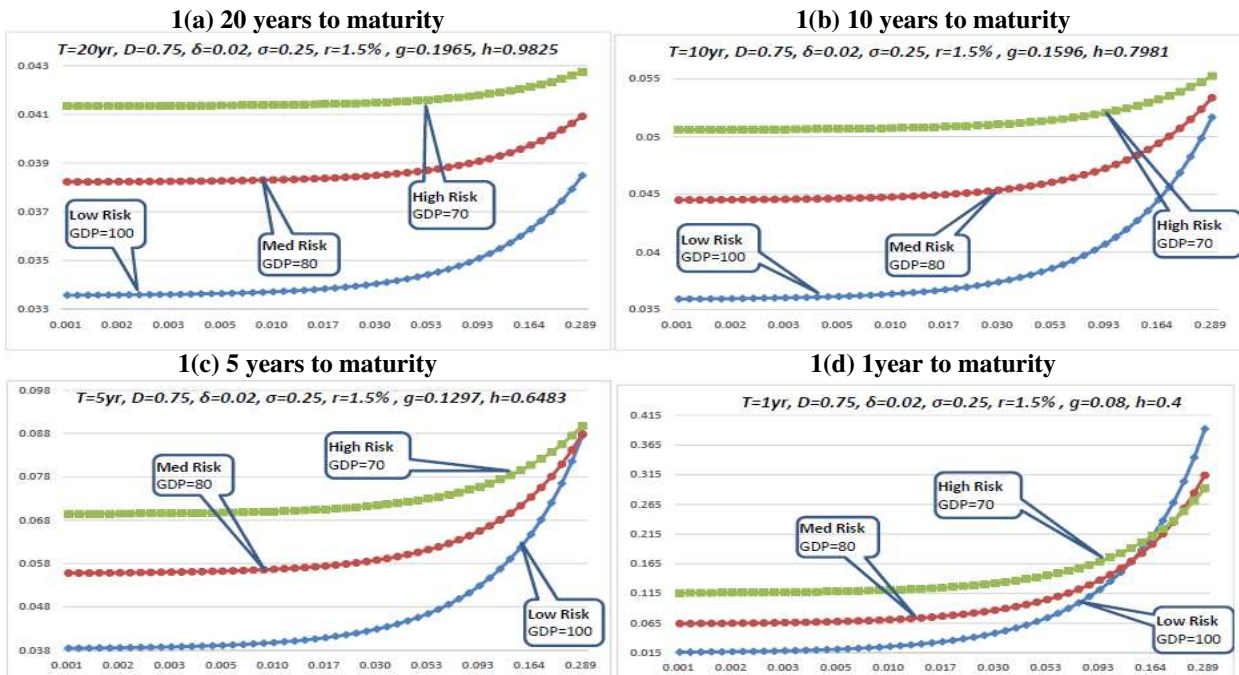 1(a) 20 years to maturity
T=20yr, D=0.75, δ=0.02, σ=0.25, r=1.5% , g=0.1965, h=0.9825
0.043
0.041
0.039
0.037
0.035
0.033
Low Risk
GDP=100
Med Risk
GDP=80
High Risk
GDP=70
0.001 0.002 0.003 0.005 0.010 0.017 0.030 0.053 0.093 0.164 0.289
1(b) 10 years to maturity
T=10yr, D=0.75, δ=0.02, σ=0.25, r=1.5% , g=0.1596, h=0.7981
0.055
0.05
0.045
0.04
0.035
Low Risk
GDP=100
Med Risk
GDP=80
High Risk
GDP=70
0.001 0.002 0.003 0.005 0.010 0.017 0.030 0.053 0.093 0.164 0.289
1(c) 5 years to maturity
T=5yr, D=0.75, δ=0.02, σ=0.25, r=1.5% , g=0.1297, h=0.6483
0.098
0.088
0.078
0.068
0.058
0.048
0.038
Med Risk
GDP=80
High Risk
GDP=70
Low Risk
GDP=100
0.001 0.002 0.003 0.005 0.010 0.017 0.030 0.053 0.093 0.164 0.289
1(d) 1year to maturity
T=1yr, D=0.75, δ=0.02, σ=0.25, r=1.5% , g=0.08, h=0.4
0.415
0.365
0.315
0.265
0.215
0.165
0.115
0.065
0.015
High Risk
GDP=70
Med Risk
GDP=80
Low Risk
GDP=100
0.001 0.002 0.003 0.005 0.010 0.017 0.030 0.053 0.093 0.164 0.289